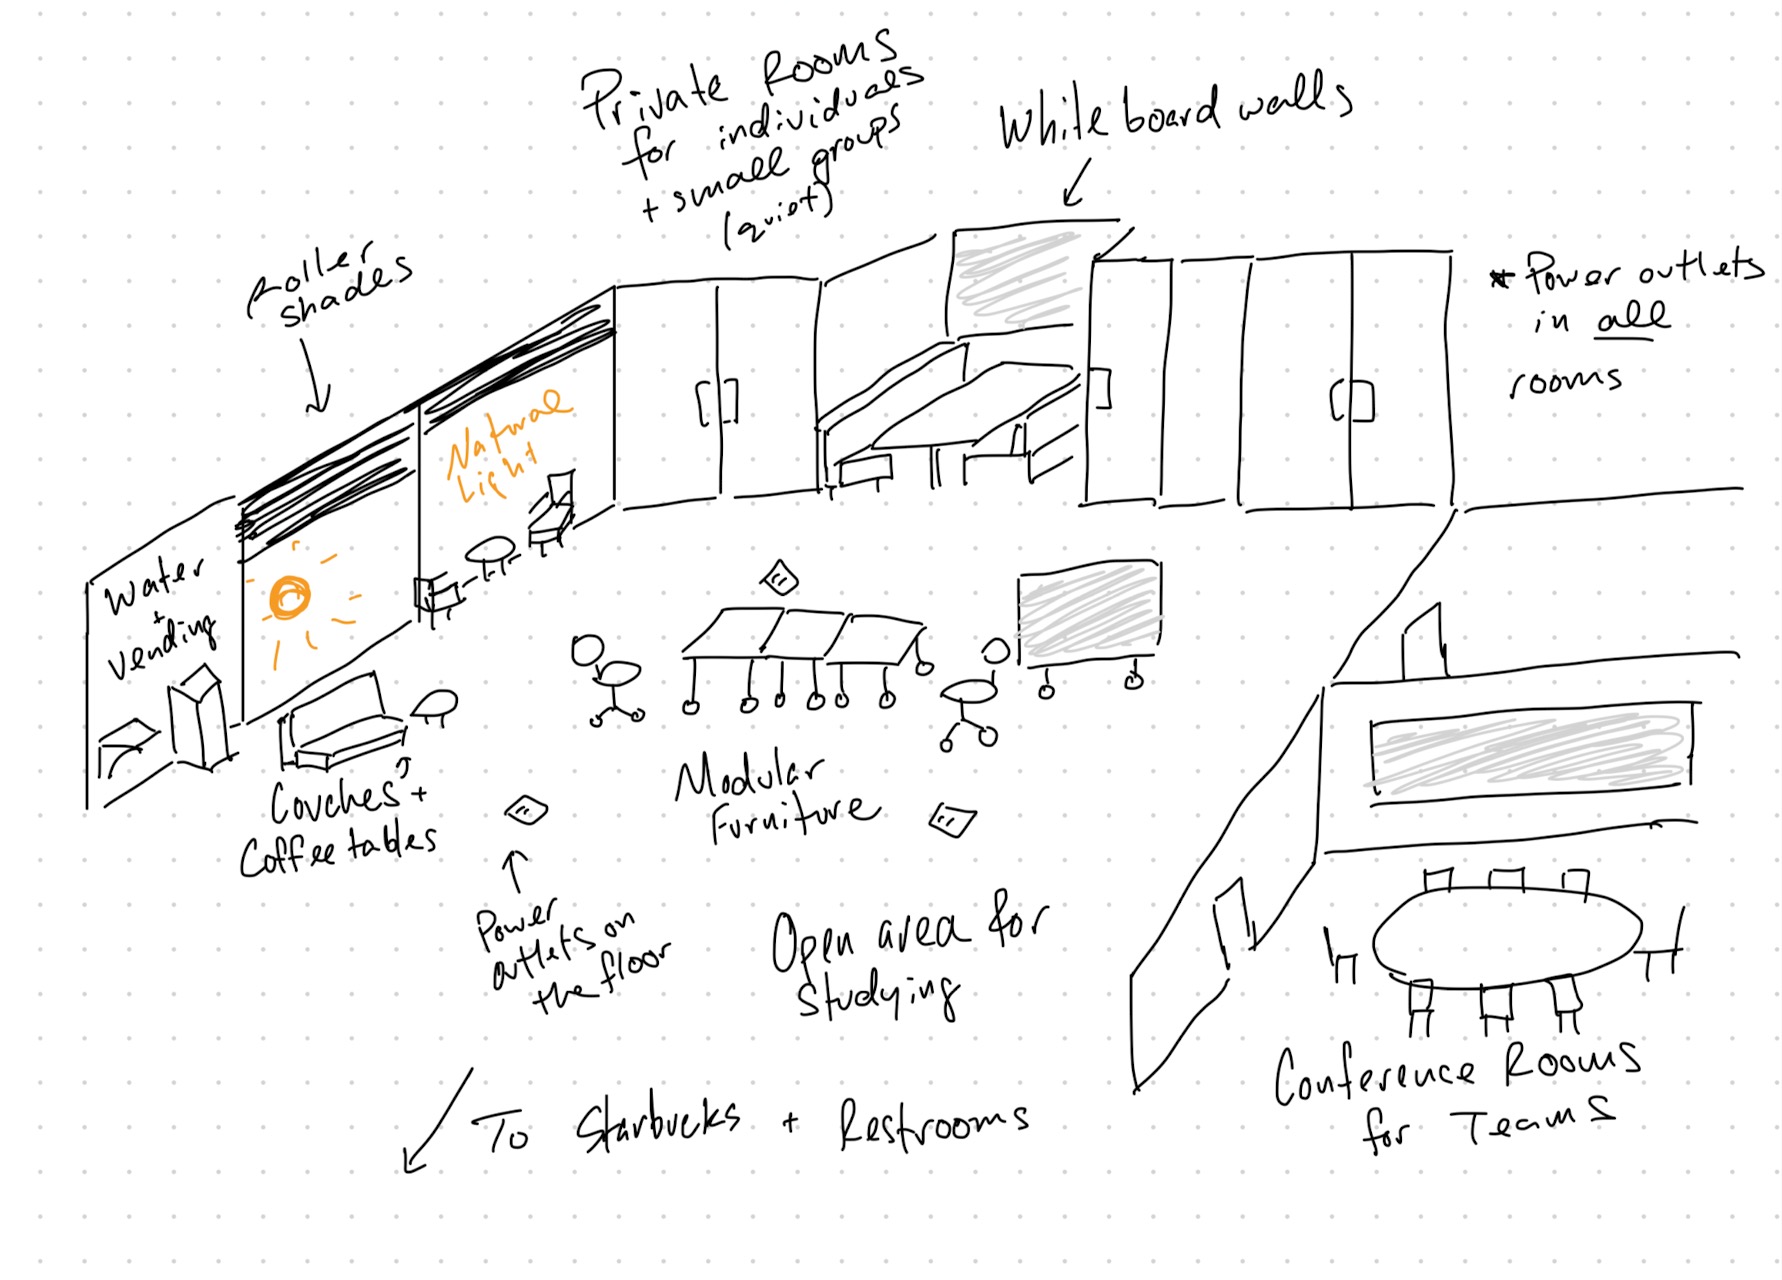 Private Rooms
for individuals
+ small groups
(quiet)
White board walls
roller
shades
* Power outlets
in all
rooms
Natural
Light
Water
+
vending
Couches +
Coffee tables
Modular
Furniture
Power
outlets on
the floor
Open area for
studying
To Starbucks + Restrooms
Conference Rooms
for Teams